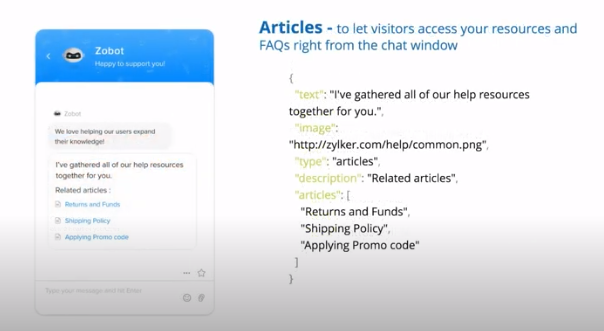 Zobot
Happy to support you!
Zobot
We love helping our users expand
their knowledge!
I've gathered all of our help resources
together for you.
Related articles :
Returns and Funds
Shipping Policy
Applying Promo code
Type your message and hit Enter
Articles - to let visitors access your resources and
FAQs right from the chat window
{
"text": "I've gathered all of our help resources
together for you.",
"image":
"http://zylker.com/help/common.png",
"type": "articles",
"description": "Related articles",
"articles": [
"Returns and Funds",
"Shipping Policy",
"Applying Promo code"
]
}